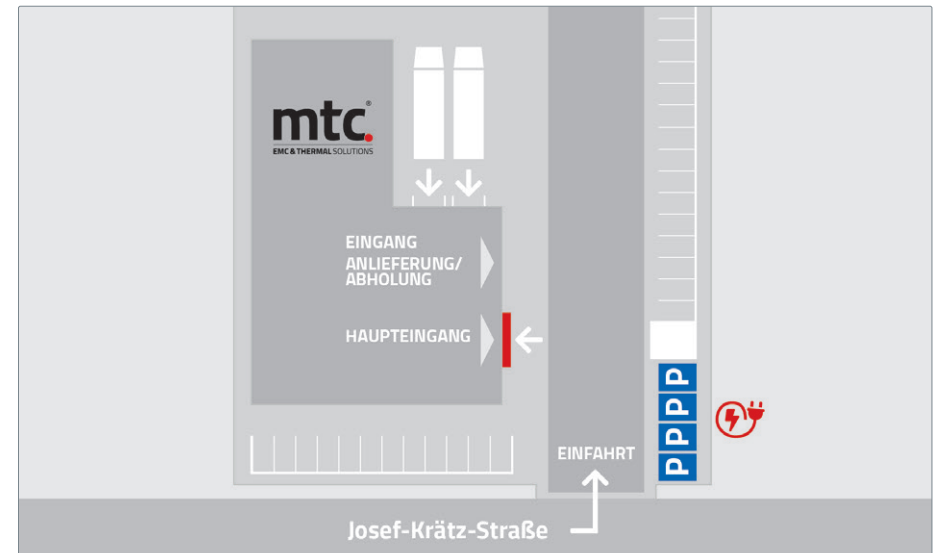 mtc.®
EMC & THERMAL SOLUTIONS
EINGANG
ANLIEFERUNG/
ABHOLUNG
HAUPTEINGANG
P
P
P
P
EINFAHRT
Josef-Krätz-Straße